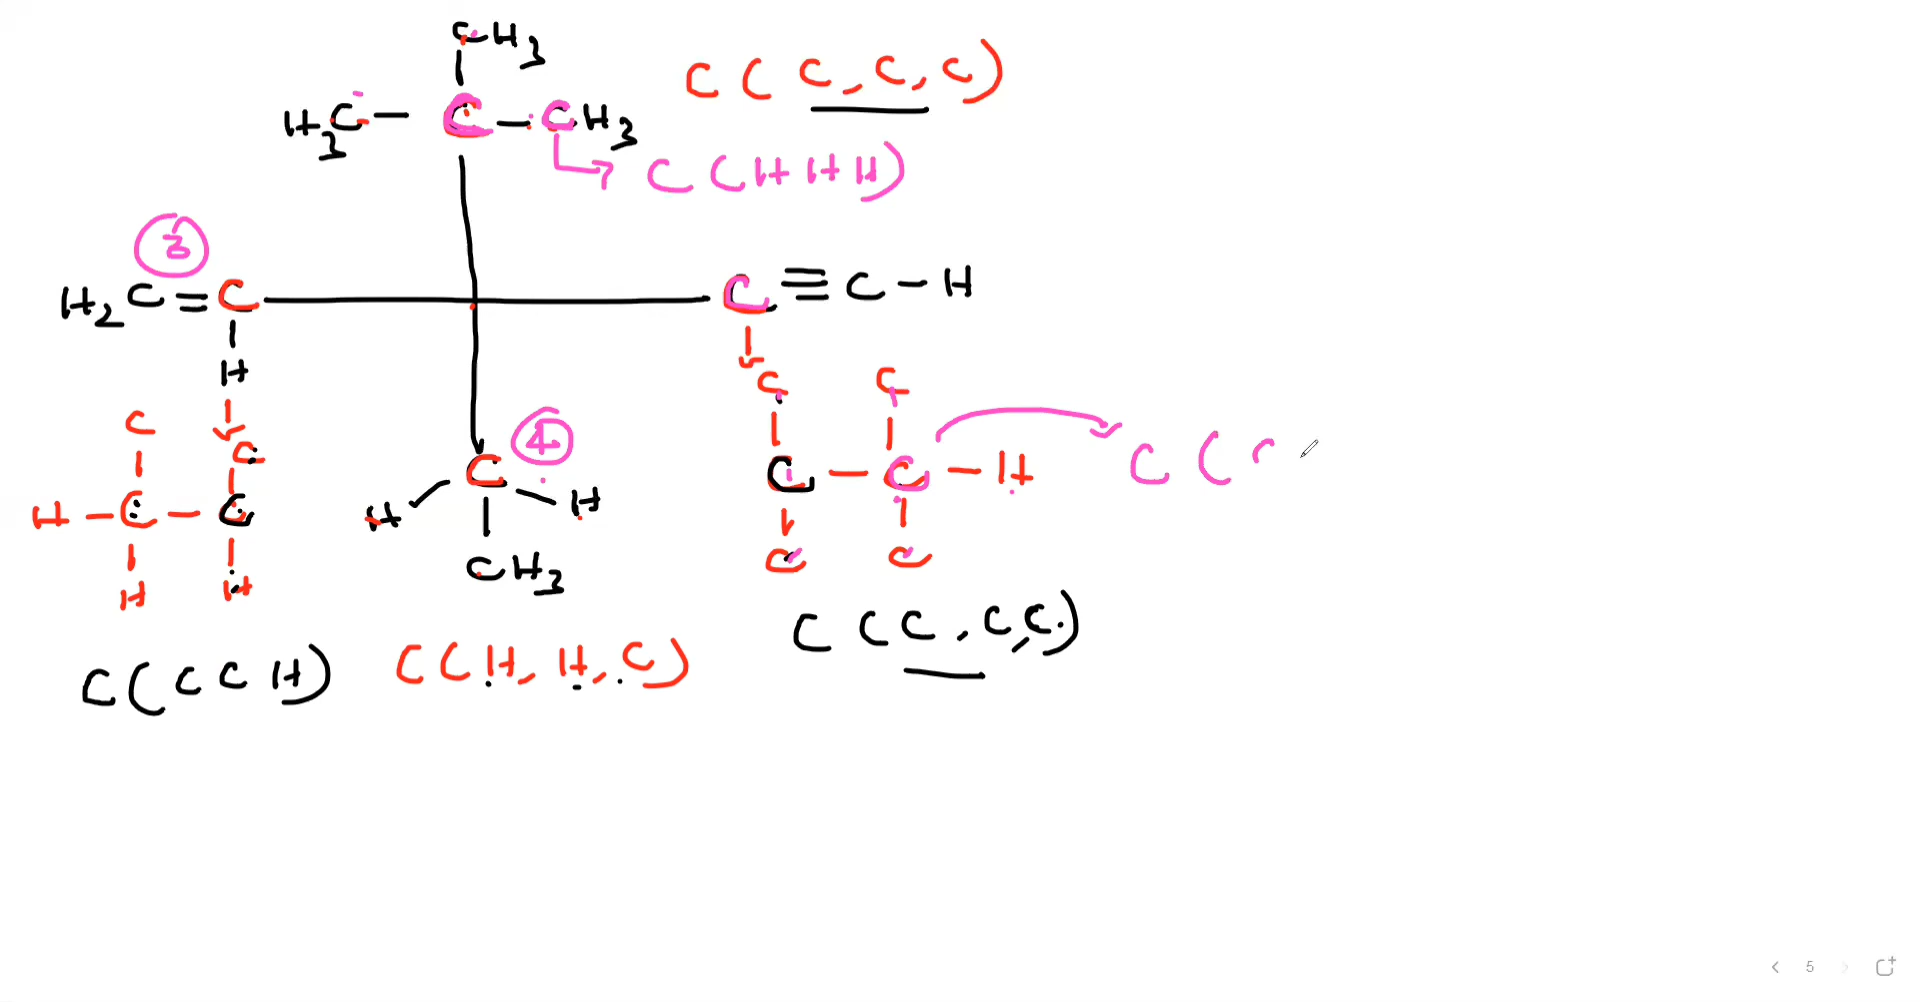 CH3
C ( C , C , C )
H3C - C - CH3
C ( H H H )
3
H2C = C
C ≡ C - H
H
C
C
C
C
4
C
C ( C
H - C - C
C - C - H
H
H
H
H
CH3
C
C
C ( C , C , C )
C ( C C H )
C ( H , H , C )
5